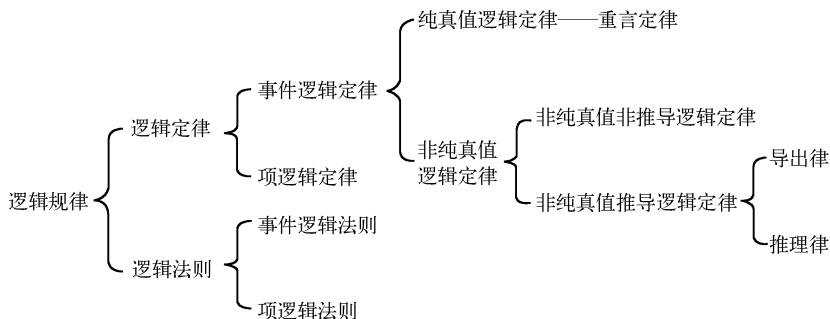 逻辑规律
逻辑定律
事件逻辑定律
纯真值逻辑定律——重言定律
非纯真值
逻辑定律
非纯真值非推导逻辑定律
非纯真值推导逻辑定律
导出律
推理律
项逻辑定律
逻辑法则
事件逻辑法则
项逻辑法则